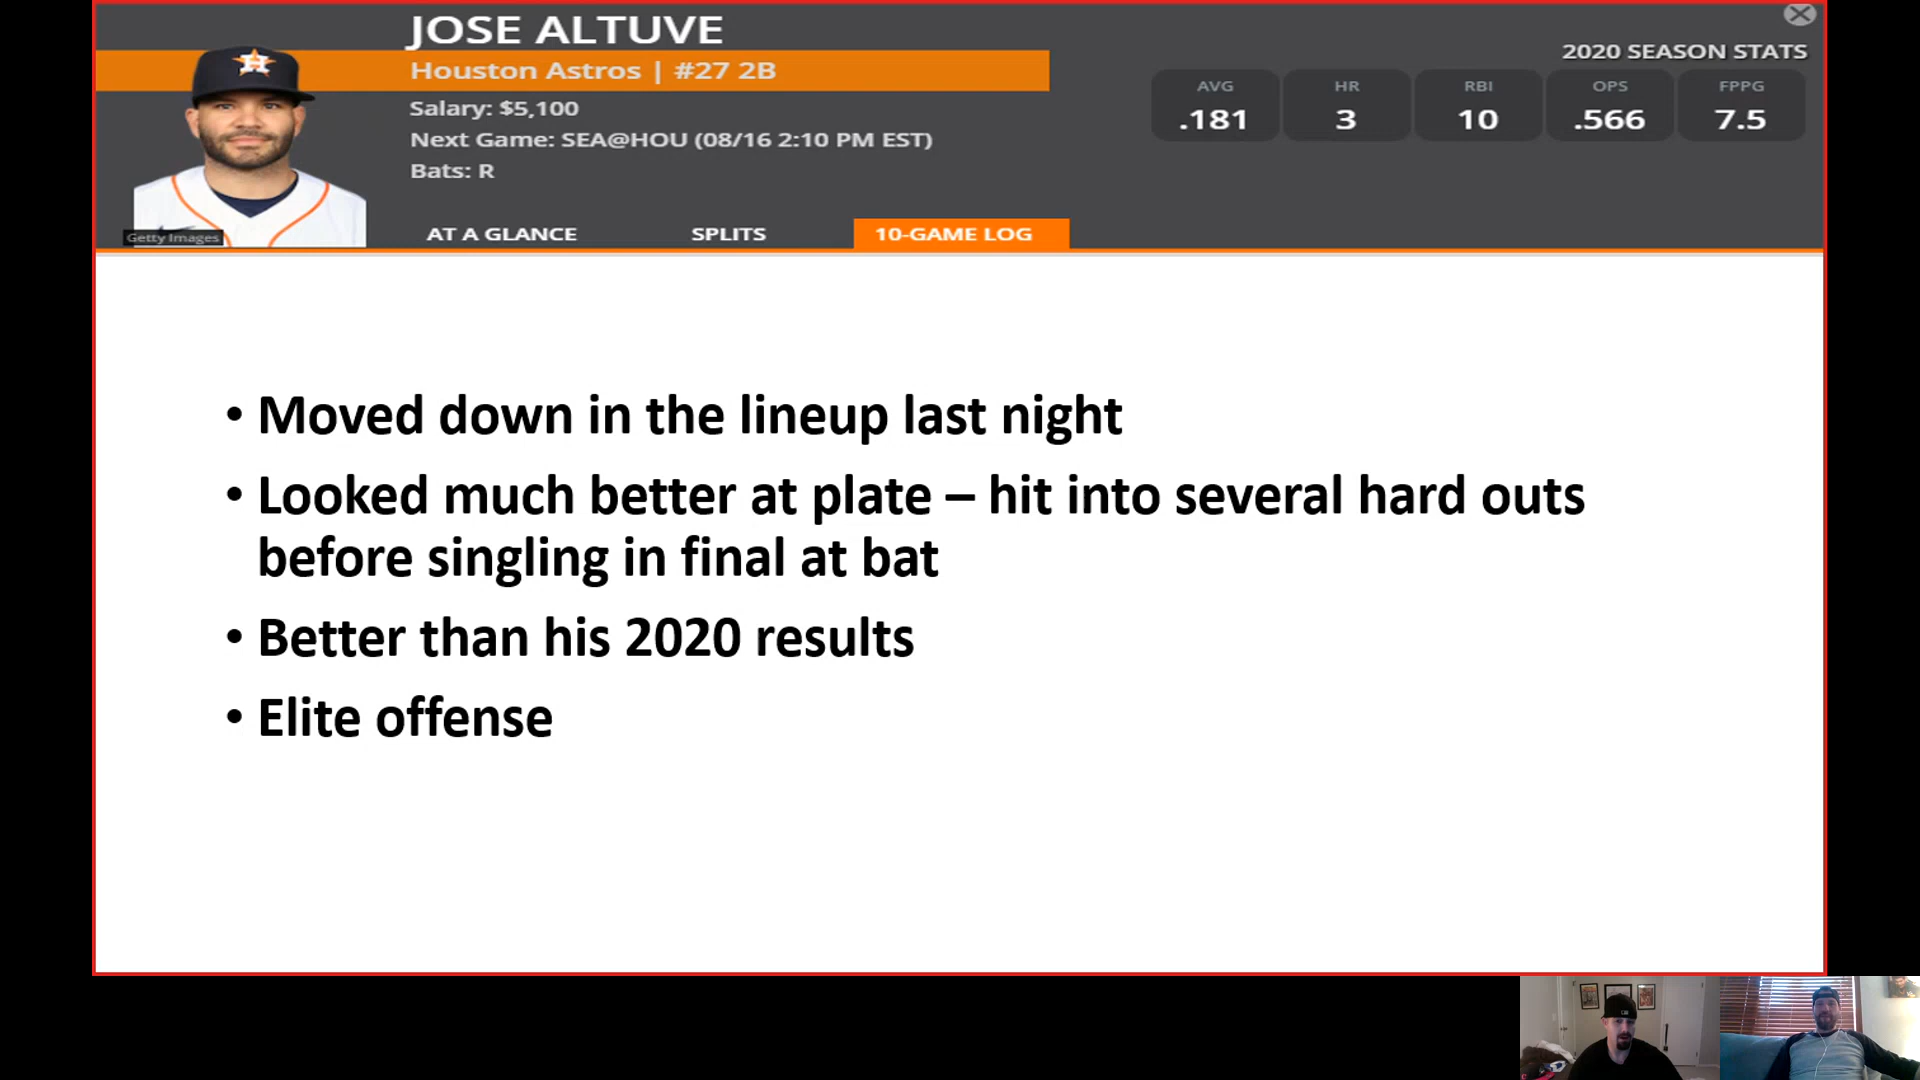 JOSE ALTUVE
Houston Astros | #27 2B
Salary: $5,100
Next Game: SEA@HOU (08/16 2:10 PM EST)
Bats: R
Getty Images
2020 SEASON STATS
AVG HR RBI OPS FPPG
.181 3 10 .566 7.5
AT A GLANCE SPLITS 10-GAME LOG
• Moved down in the lineup last night
• Looked much better at plate – hit into several hard outs
before singling in final at bat
• Better than his 2020 results
• Elite offense